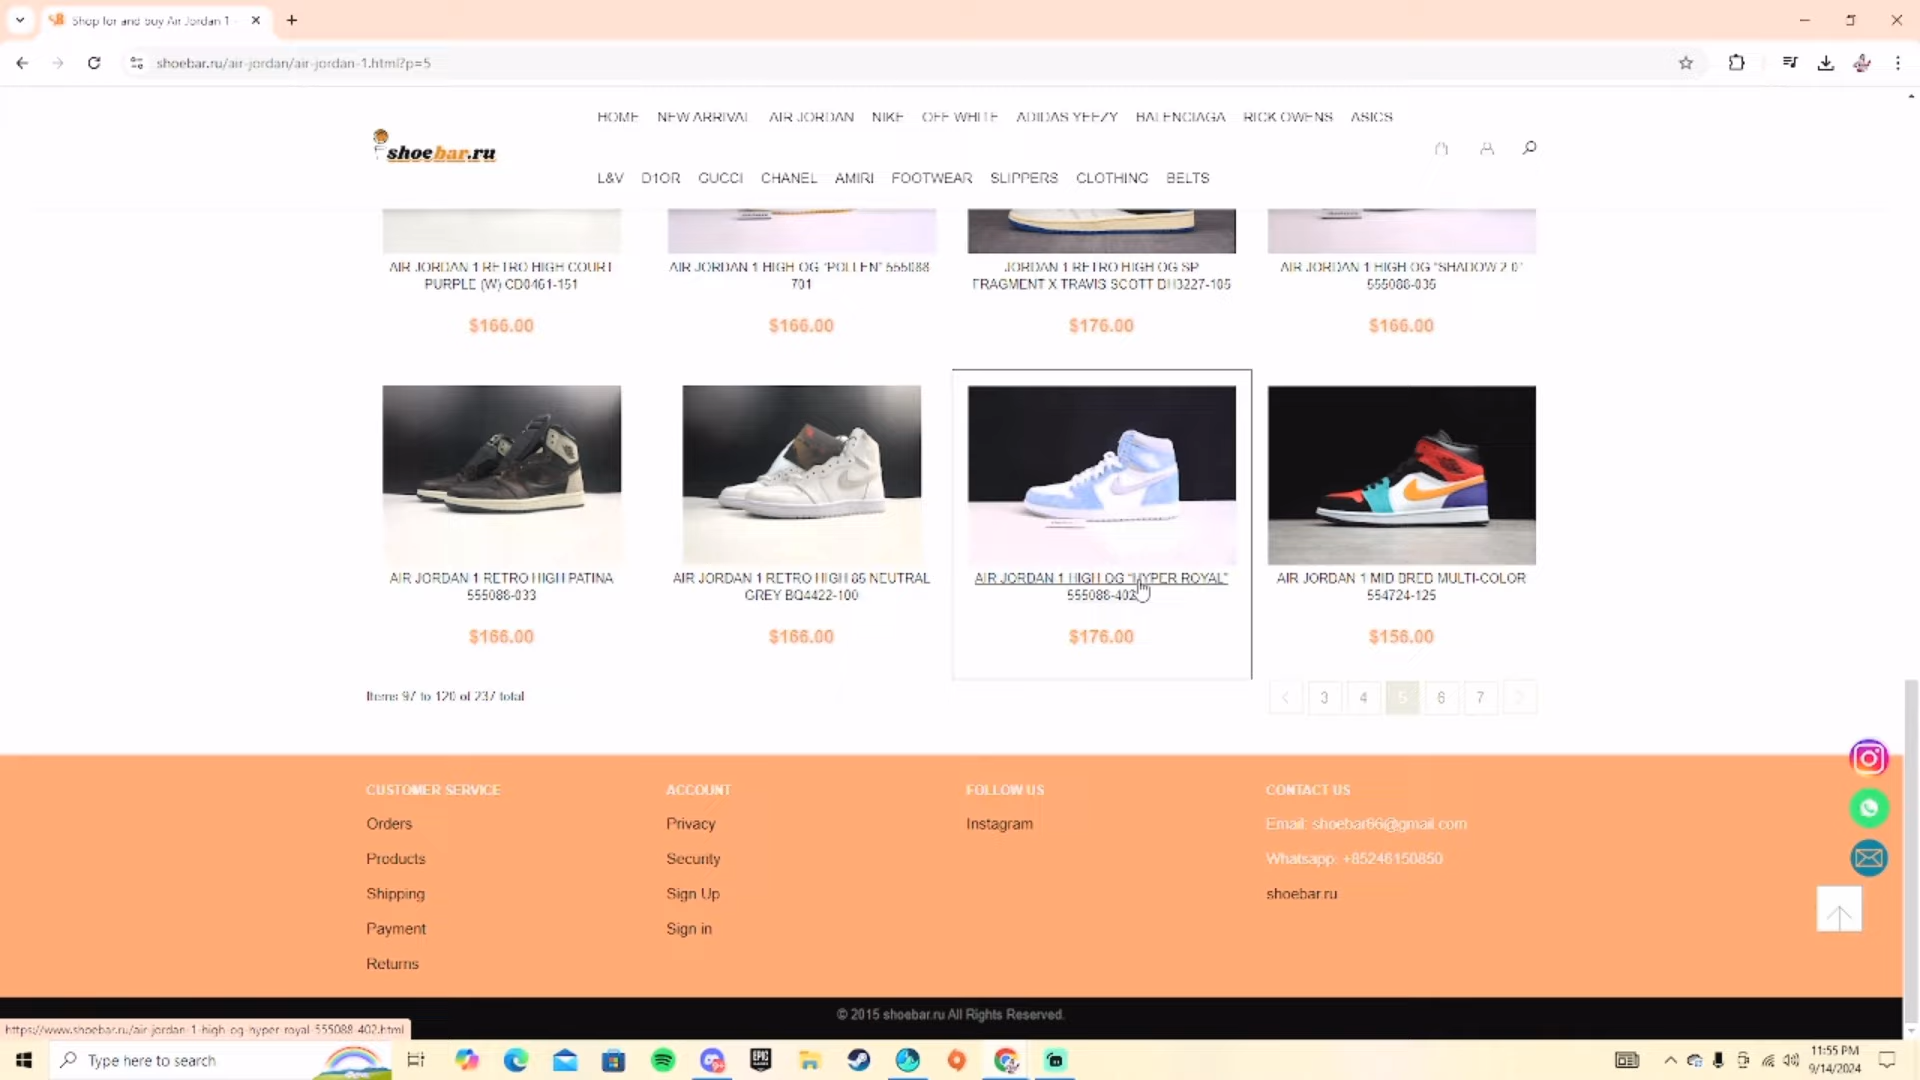 Shop for and buy Air Jordan 1 -
shoebar.ru/air-jordan/air-jordan-1.html?p=5
HOME NEW ARRIVAL AIR JORDAN NIKE OFF WHITE ADIDAS YEEZY BALENCIAGA RICK OWENS ASICS
shoebar.ru
L&V D1OR GUCCI CHANEL AMIRI FOOTWEAR SLIPPERS CLOTHING BELTS
AIR JORDAN 1 RETRO HIGH COURT
PURPLE (W) CD0461-151
$166.00
AIR JORDAN 1 HIGH OG “POLLEN” 555088
701
$166.00
JORDAN 1 RETRO HIGH OG SP
FRAGMENT X TRAVIS SCOTT DH3227-105
$176.00
AIR JORDAN 1 HIGH OG “SHADOW 2.0”
555088-035
$166.00
AIR JORDAN 1 RETRO HIGH PATINA
555088-033
$166.00
AIR JORDAN 1 RETRO HIGH 85 NEUTRAL
GREY BQ4422-100
$166.00
AIR JORDAN 1 HIGH OG “HYPER ROYAL”
555088-402
$176.00
AIR JORDAN 1 MID BRED MULTI-COLOR
554724-125
$156.00
Items 97 to 120 of 237 total
3 4 5 6 7
CUSTOMER SERVICE
Orders
Products
Shipping
Payment
Returns
ACCOUNT
Privacy
Security
Sign Up
Sign in
FOLLOW US
Instagram
CONTACT US
Email: shoebar66@gmail.com
Whatsapp: +85246150850
shoebar.ru
© 2015 shoebar.ru All Rights Reserved.
https://www.shoebar.ru/air-jordan-1-high-og-hyper-royal-555088-402.html
Type here to search
EPIC
GAMES
11:55 PM
9/14/2024